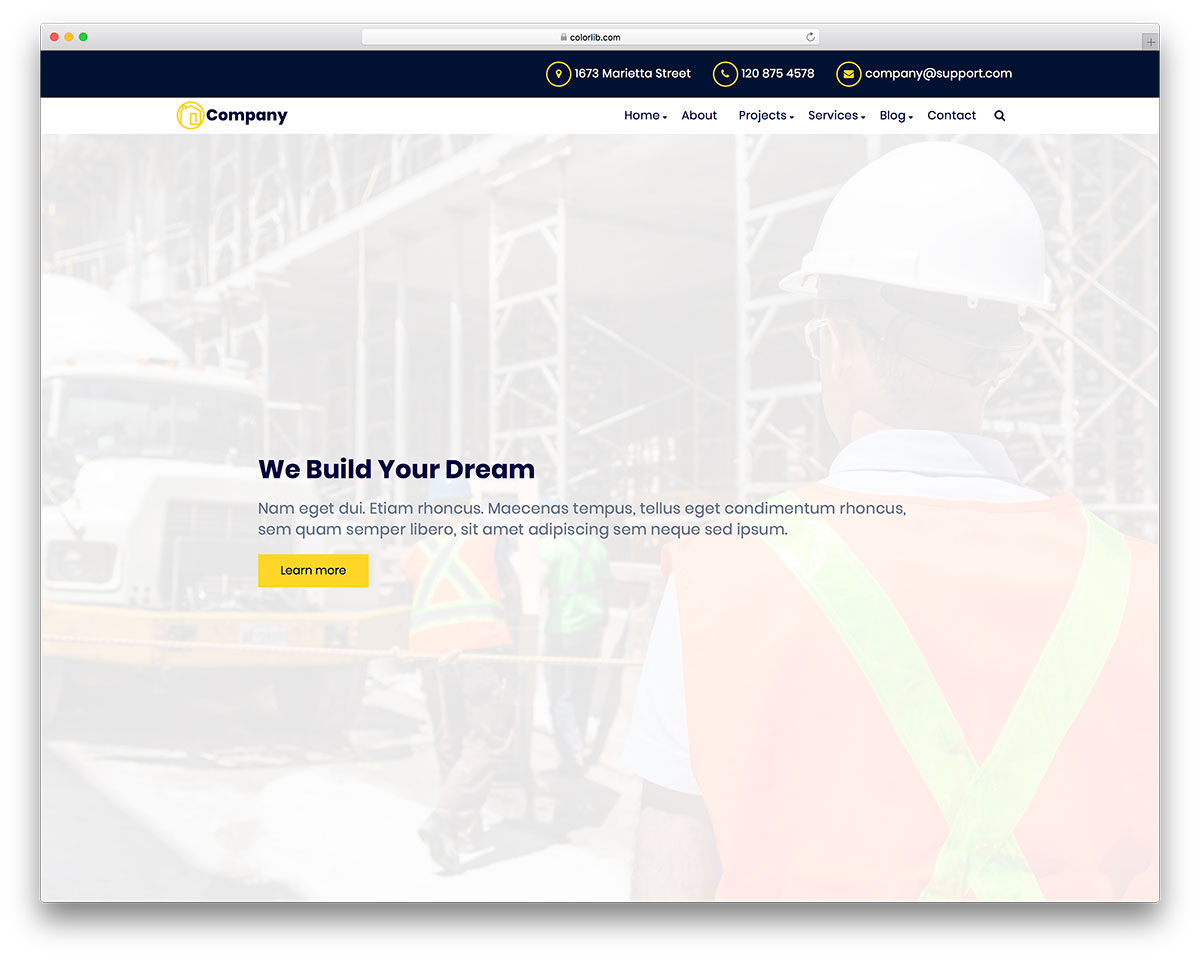 colorlib.com
1673 Marietta Street 120 875 4578 company@support.com
Company Home About Projects Services Blog Contact
We Build Your Dream
Nam eget dui. Etiam rhoncus. Maecenas tempus, tellus eget condimentum rhoncus,
sem quam semper libero, sit amet adipiscing sem neque sed ipsum.
Learn more